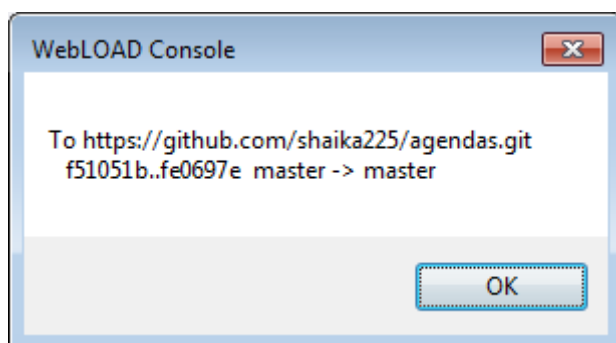 WebLOAD Console
To https://github.com/shaika225/agendas.git
f51051b..fe0697e master -> master
OK